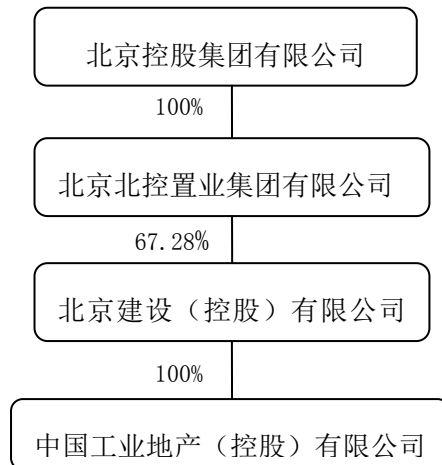 北京控股集团有限公司
100%
北京北控置业集团有限公司
67.28%
北京建设（控股）有限公司
100%
中国工业地产（控股）有限公司